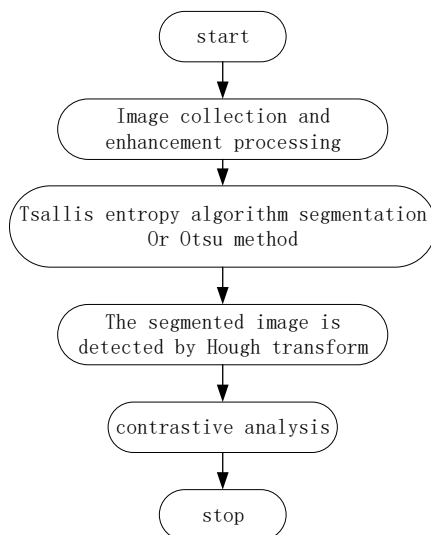 start
Image collection and
enhancement processing
Tsallis entropy algorithm segmentation
Or Otsu method
The segmented image is
detected by Hough transform
contrastive analysis
stop